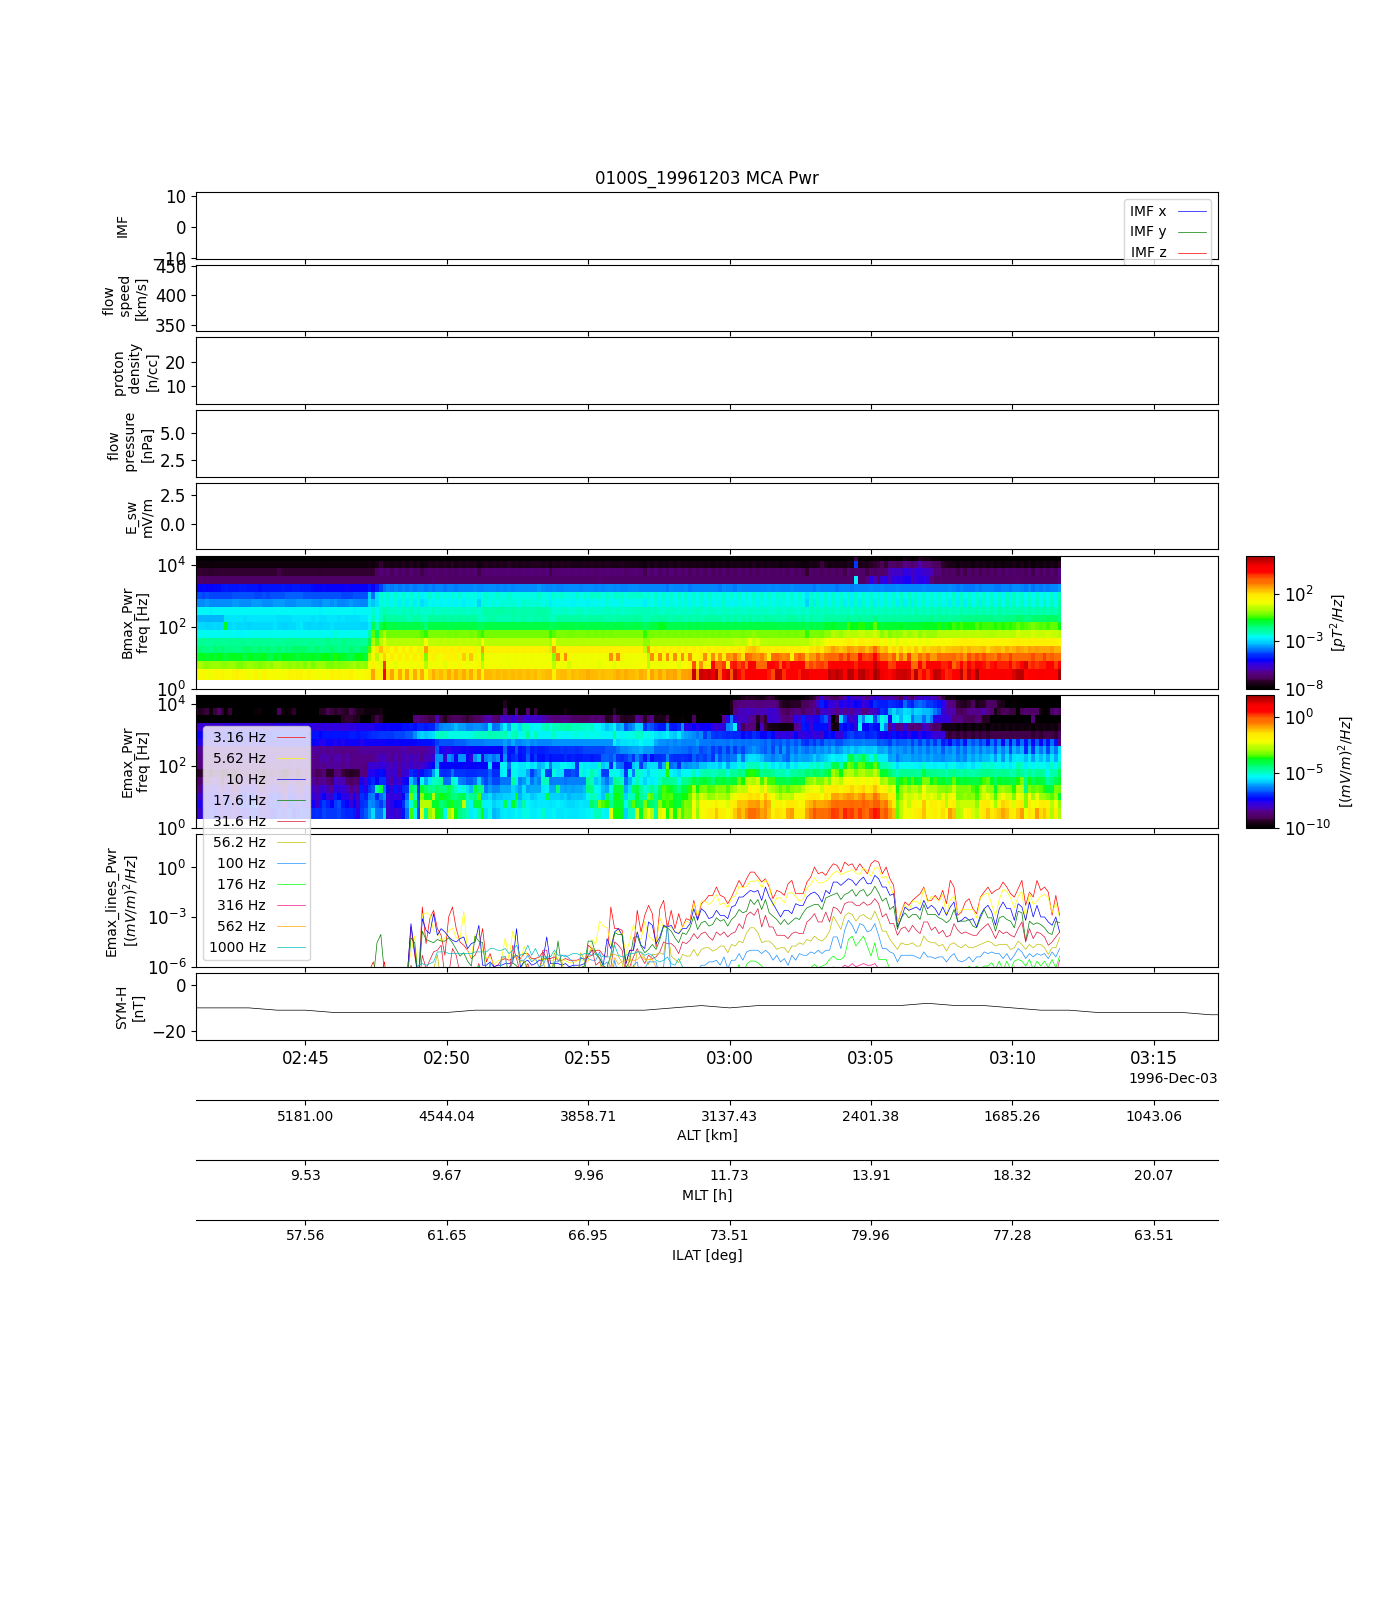 0100S_19961203 MCA Pwr
10
0
−10
IMF
IMF x
IMF y
IMF z
450
400
350
flow
speed
[km/s]
20
10
proton
density
[n/cc]
5.0
2.5
flow
pressure
[nPa]
2.5
0.0
E_sw
mV/m
10^4
10^2
10^0
Bmax_Pwr
freq [Hz]
10^2
10^−3
10^−8
[pT^2/Hz]
10^4
10^2
10^0
Emax_Pwr
freq [Hz]
10^0
10^−5
10^−10
[(mV/m)^2/Hz]
3.16 Hz
5.62 Hz
10 Hz
17.6 Hz
31.6 Hz
56.2 Hz
100 Hz
176 Hz
316 Hz
562 Hz
1000 Hz
10^0
10^−3
10^−6
Emax_lines_Pwr
[(mV/m)^2/Hz]
0
−20
SYM-H
[nT]
02:45 02:50 02:55 03:00 03:05 03:10 03:15
1996-Dec-03
5181.00 4544.04 3858.71 3137.43 2401.38 1685.26 1043.06
ALT [km]
9.53 9.67 9.96 11.73 13.91 18.32 20.07
MLT [h]
57.56 61.65 66.95 73.51 79.96 77.28 63.51
ILAT [deg]